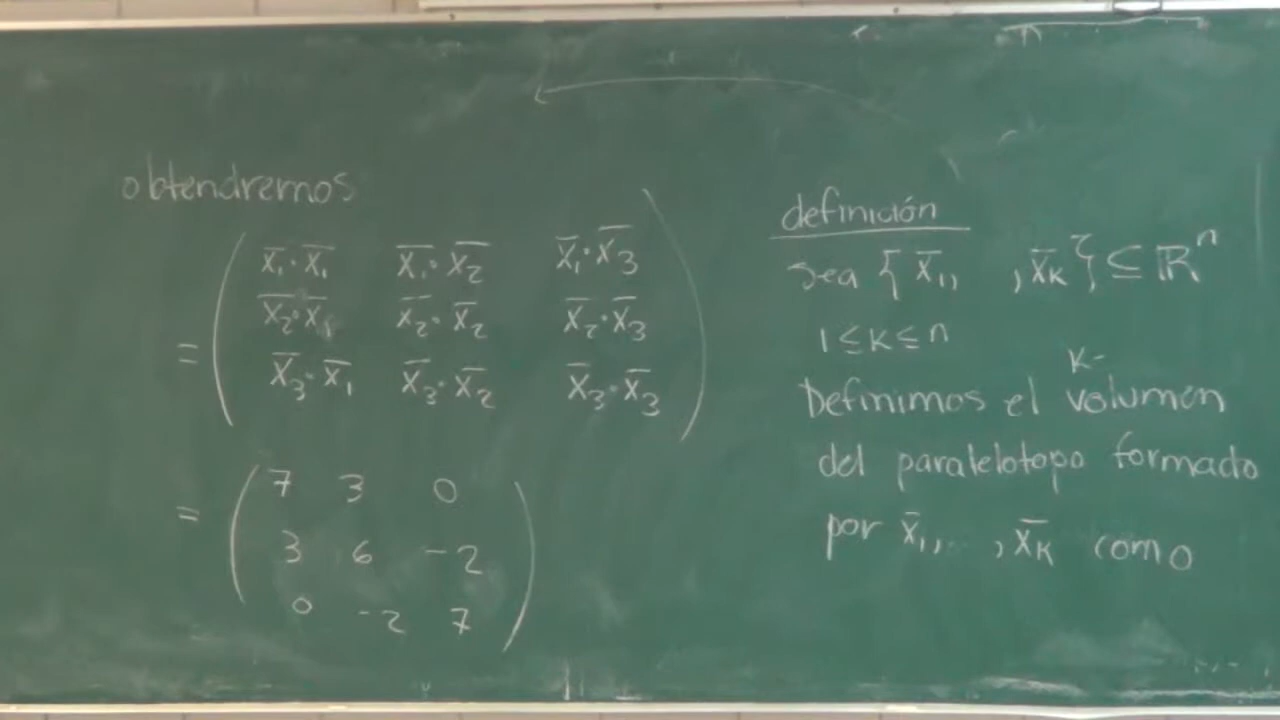 obtendremos
= ( x̄₁·x̄₁ x̄₁·x̄₂ x̄₁·x̄₃
x̄₂·x̄₁ x̄₂·x̄₂ x̄₂·x̄₃
x̄₃·x̄₁ x̄₃·x̄₂ x̄₃·x̄₃ )
= ( 7 3 0
3 6 -2
0 -2 7 )
definición
Sea { x̄₁, , x̄ₖ } ⊆ ℝⁿ
1 ≤ k ≤ n
K-
Definimos el volumen
del paralelotopo formado
por x̄₁, , x̄ₖ como